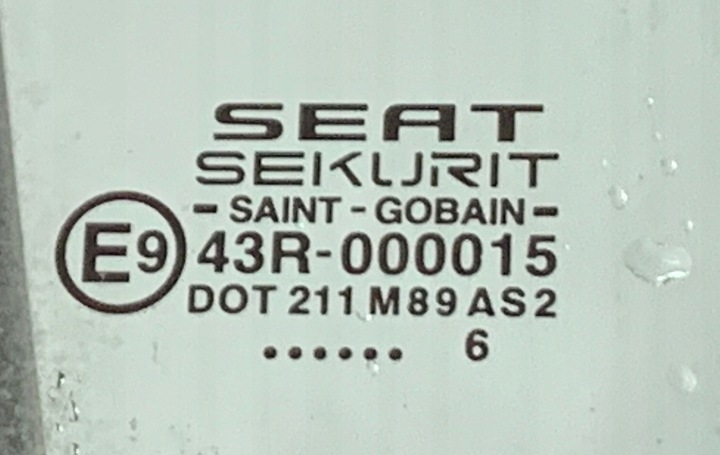 SEAT
SEKURIT
- SAINT - GOBAIN -
E9 43R-000015
DOT 211 M89 AS2
...... 6